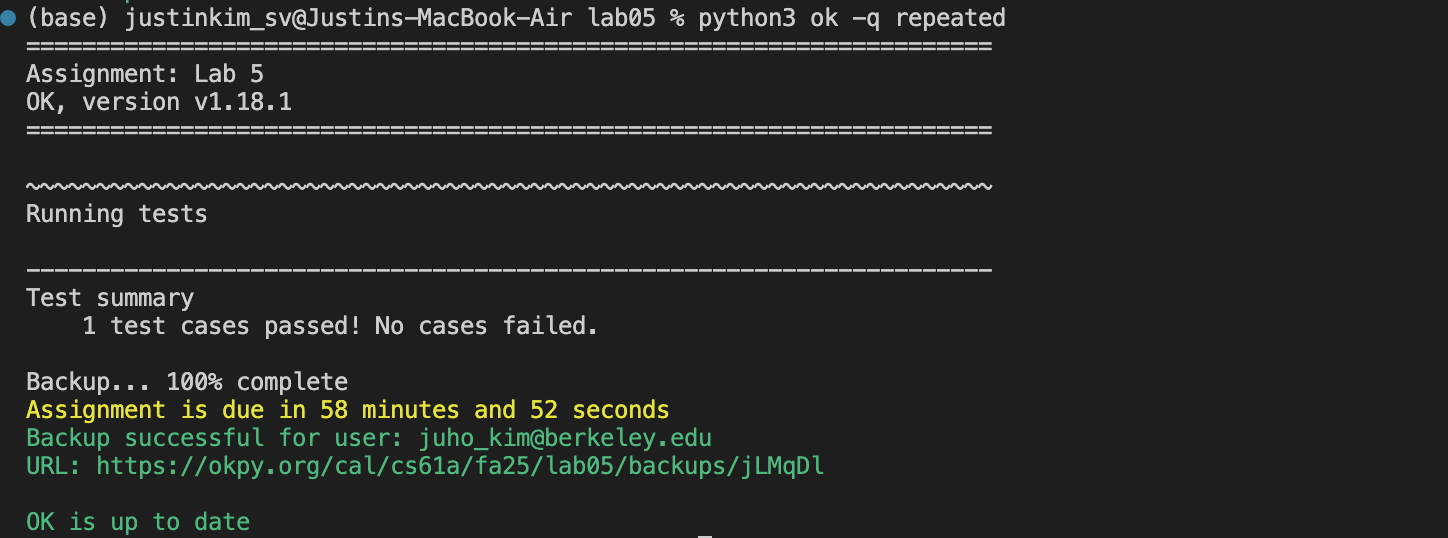 (base) justinkim_sv@Justins-MacBook-Air lab05 % python3 ok -q repeated
=====================================================================
Assignment: Lab 5
OK, version v1.18.1
=====================================================================
~~~~~~~~~~~~~~~~~~~~~~~~~~~~~~~~~~~~~~~~~~~~~~~~~~~~~~~~~~~~~~~~~~~~~
Running tests
---------------------------------------------------------------------
Test summary
    1 test cases passed! No cases failed.
Backup... 100% complete
Assignment is due in 58 minutes and 52 seconds
Backup successful for user: juho_kim@berkeley.edu
URL: https://okpy.org/cal/cs61a/fa25/lab05/backups/jLMqDl
OK is up to date